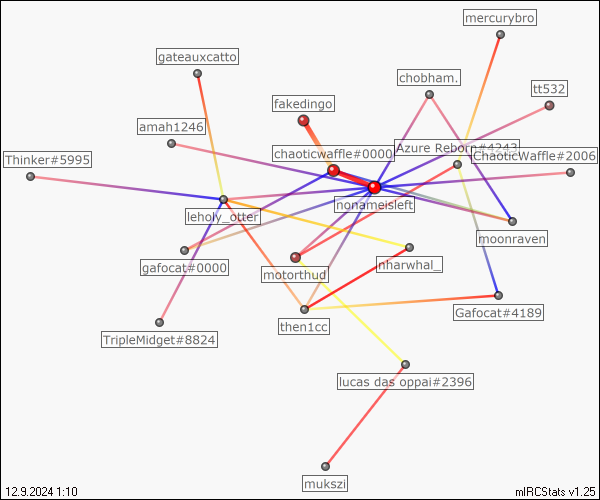 mercurybro
gateauxcatto
chobham.
tt532
fakedingo
amah1246
Azure Reborn#4243
chaoticwaffle#0000
ChaoticWaffle#2006
Thinker#5995
nonameisleft
leholy_otter
moonraven
gafocat#0000
nharwhal_
motorthud
Gafocat#4189
then1cc
TripleMidget#8824
lucas das oppai#2396
mukszi
12.9.2024 1:10
mIRCStats v1.25